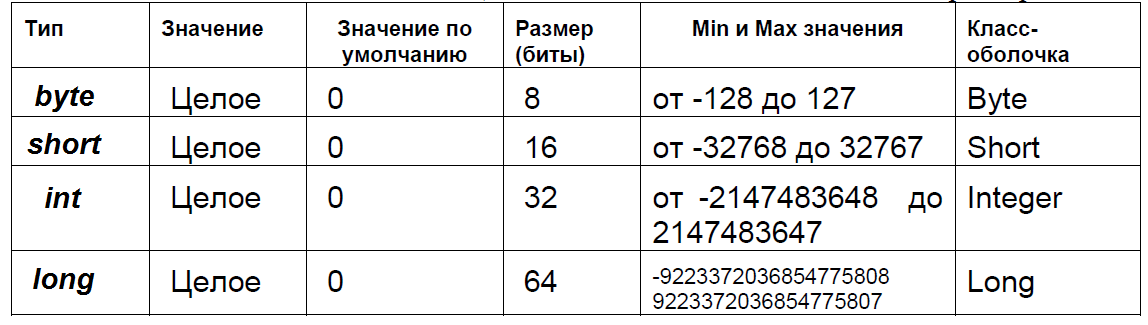 Тип Значение Значение по умолчанию Размер (биты) Min и Max значения Класс-оболочка
byte Целое 0 8 от -128 до 127 Byte
short Целое 0 16 от -32768 до 32767 Short
int Целое 0 32 от -2147483648 до 2147483647 Integer
long Целое 0 64 -9223372036854775808 9223372036854775807 Long